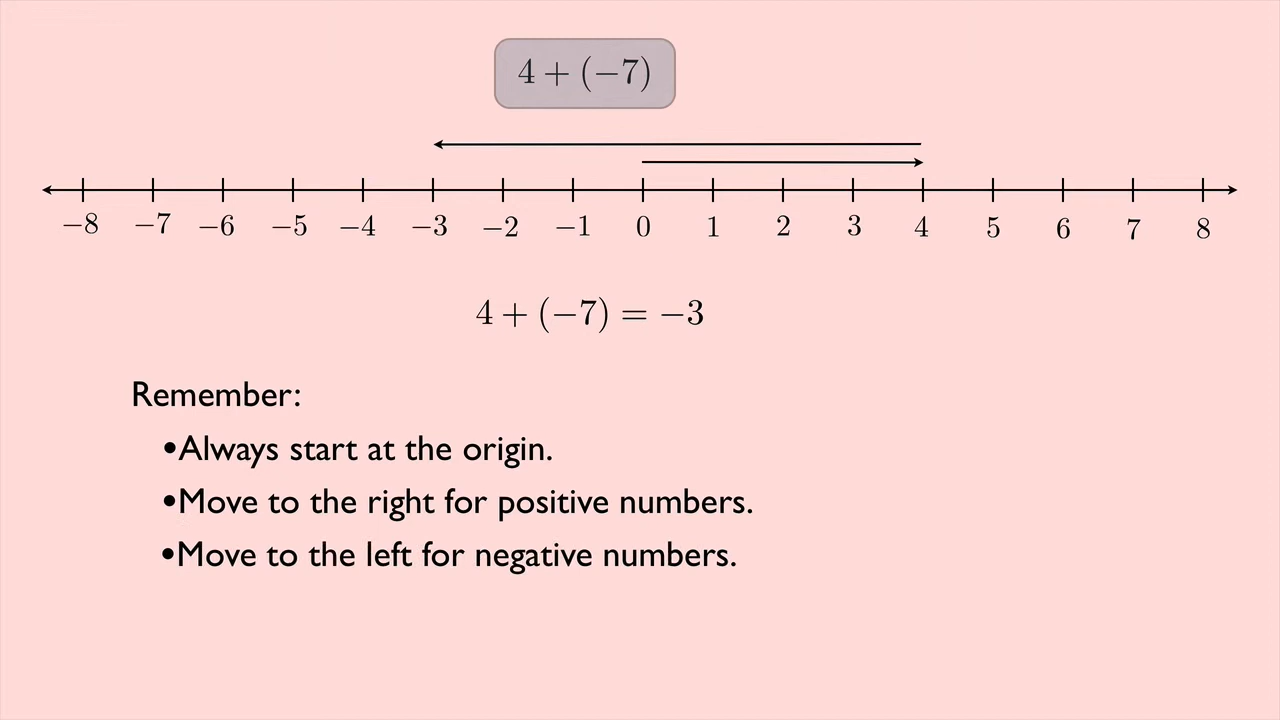 4 + (−7)
−8 −7 −6 −5 −4 −3 −2 −1 0 1 2 3 4 5 6 7 8
4 + (−7) = −3
Remember:
•Always start at the origin.
•Move to the right for positive numbers.
•Move to the left for negative numbers.